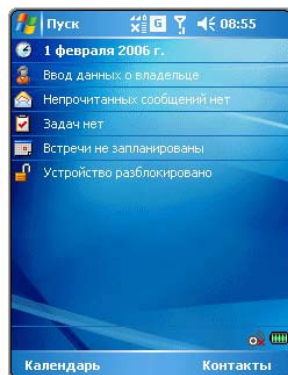 Пуск G 08:55
1 февраля 2006 г.
Ввод данных о владельце
Непрочитанных сообщений нет
Задач нет
Встречи не запланированы
Устройство разблокировано
Календарь Контакты